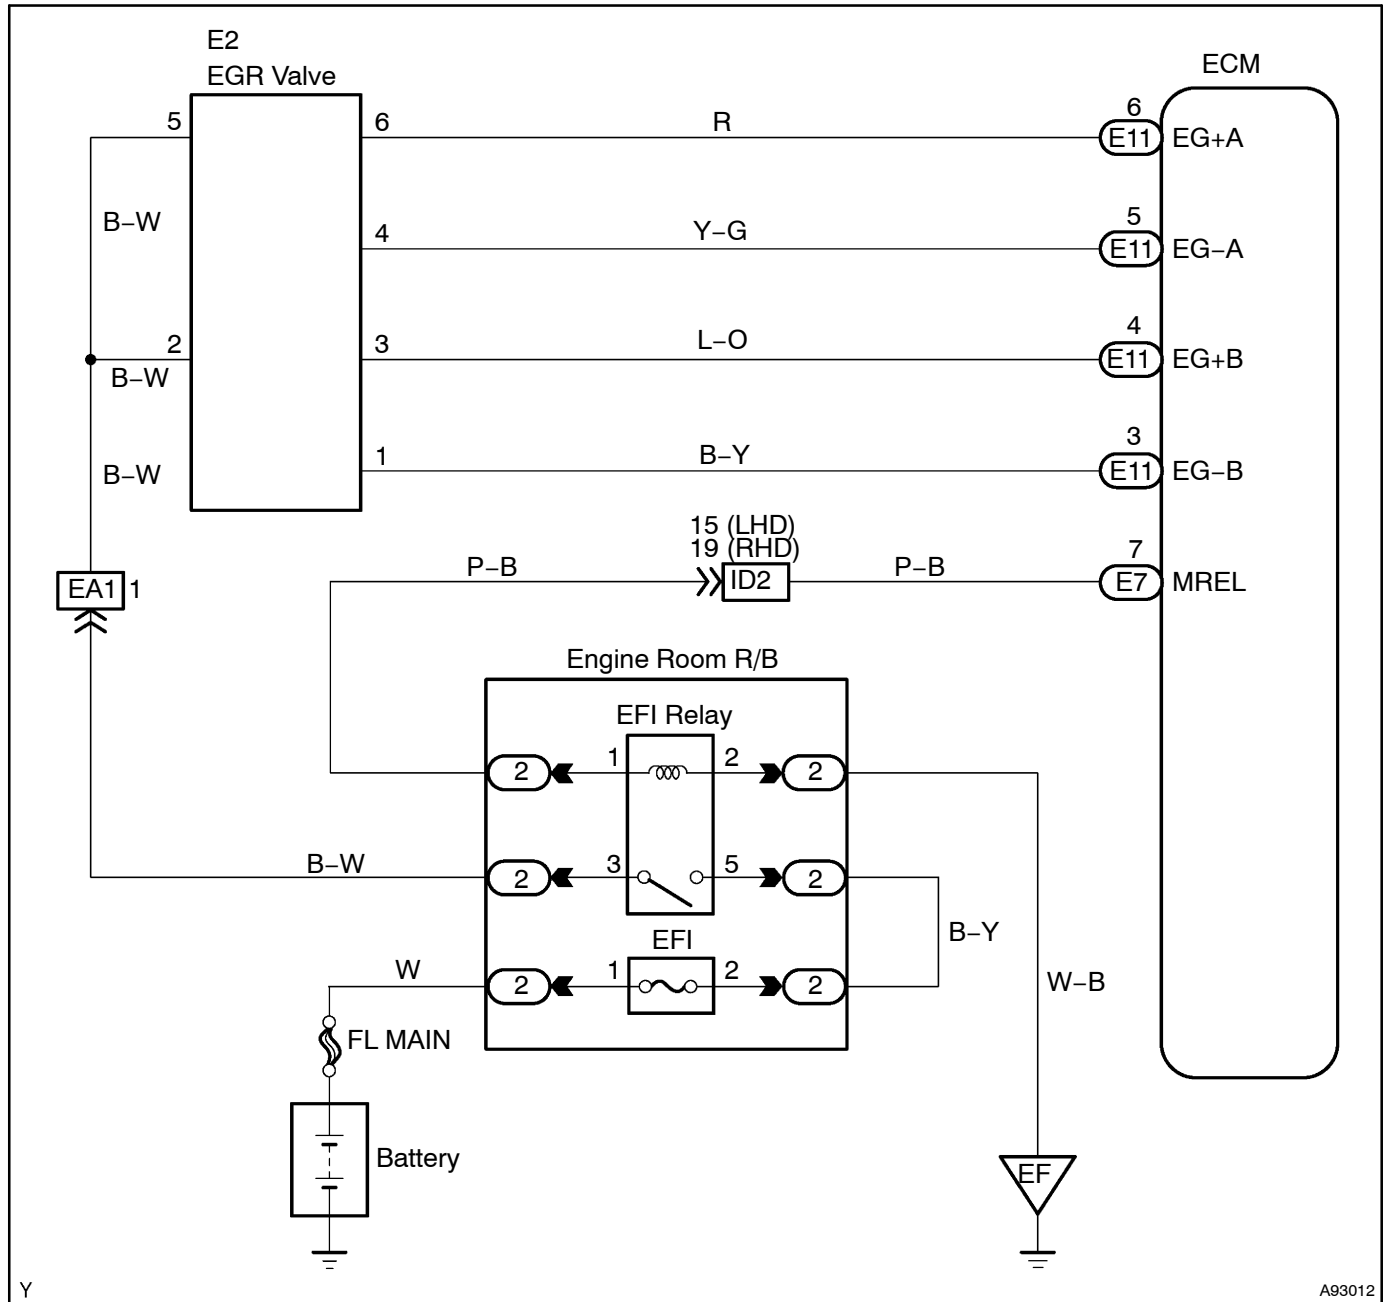 E2
EGR Valve
ECM
5
6
R
6
E11
EG+A
B–W
4
Y–G
5
E11
EG–A
2
B–W
3
L–O
4
E11
EG+B
B–W
1
B–Y
3
E11
EG–B
15 (LHD)
19 (RHD)
EA1
1
P–B
ID2
P–B
7
E7
MREL
Engine Room R/B
EFI Relay
2
1
2
2
B–W
2
3
5
2
B–Y
EFI
W
2
1
2
2
W–B
FL MAIN
Battery
EF
Y
A93012